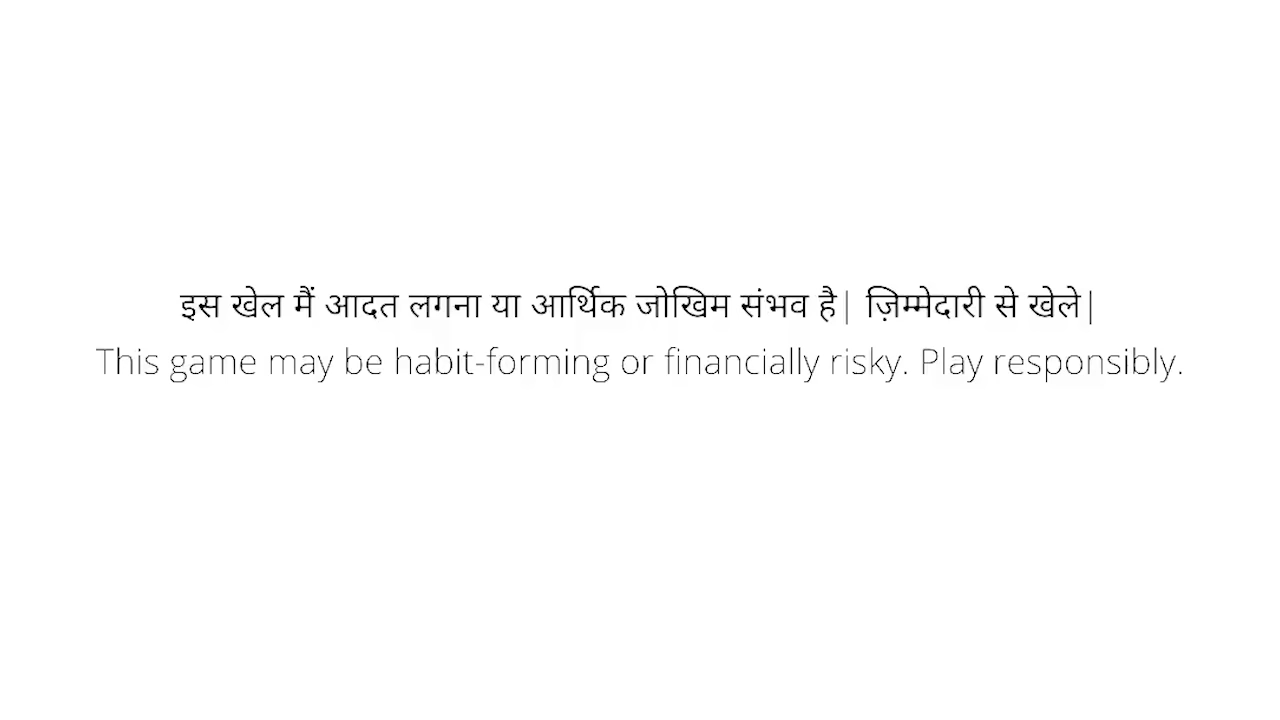 इस खेल मैं आदत लगना या आर्थिक जोखिम संभव है| ज़िम्मेदारी से खेले|
This game may be habit-forming or financially risky. Play responsibly.